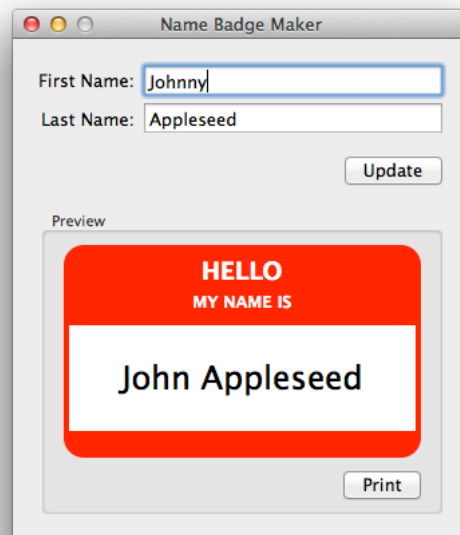 Name Badge Maker
First Name: Johnny
Last Name: Appleseed
Update
Preview
HELLO
MY NAME IS
John Appleseed
Print